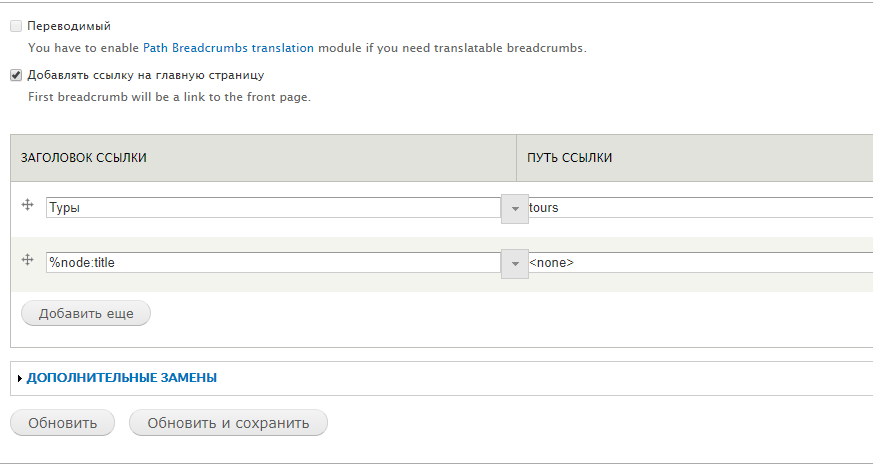 Переводимый
You have to enable Path Breadcrumbs translation module if you need translatable breadcrumbs.
Добавлять ссылку на главную страницу
First breadcrumb will be a link to the front page.
ЗАГОЛОВОК ССЫЛКИ ПУТЬ ССЫЛКИ
Туры tours
%node:title <none>
Добавить еще
ДОПОЛНИТЕЛЬНЫЕ ЗАМЕНЫ
Обновить Обновить и сохранить